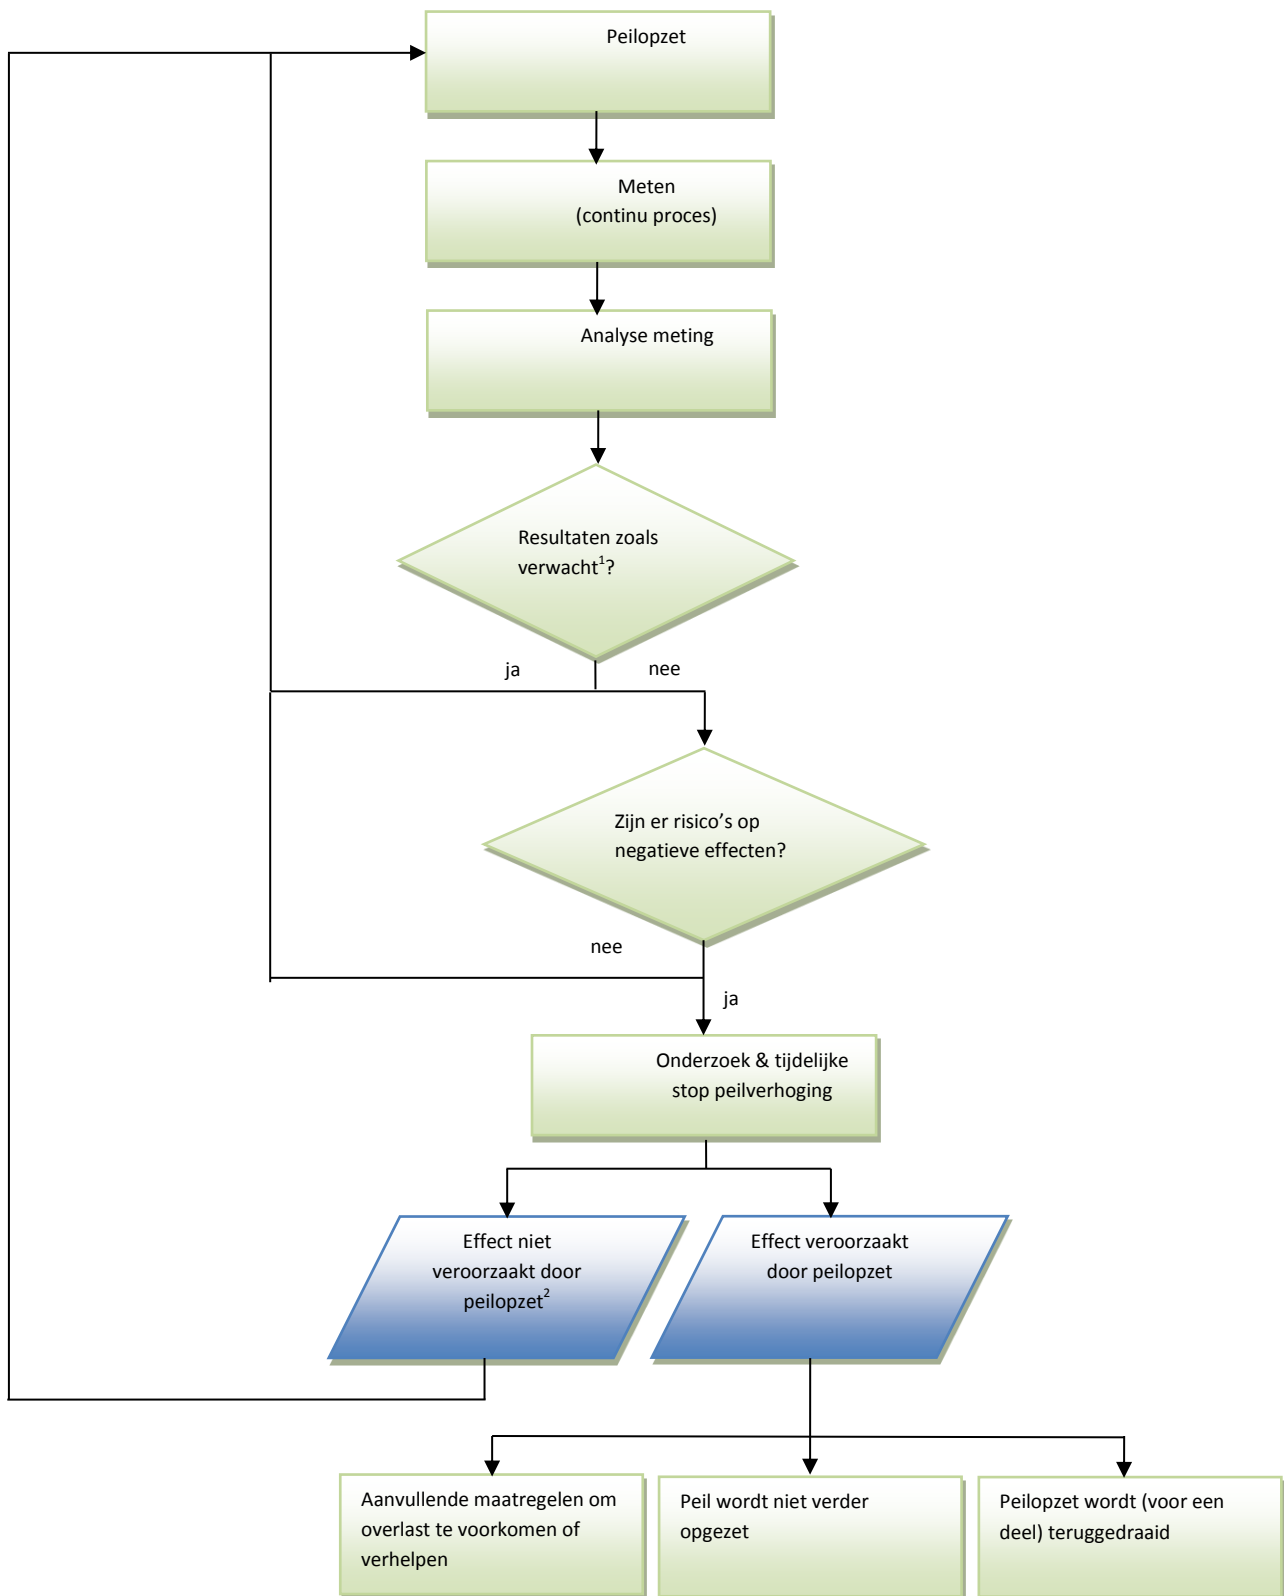 Peilopzet
Meten
(continu proces)
Analyse meting
Resultaten zoals
verwacht¹?
ja
nee
Zijn er risico’s op
negatieve effecten?
nee
ja
Onderzoek & tijdelijke
stop peilverhoging
Effect niet
veroorzaakt door
peilopzet²
Effect veroorzaakt
door peilopzet
Aanvullende maatregelen om
overlast te voorkomen of
verhelpen
Peil wordt niet verder
opgezet
Peilopzet wordt (voor een
deel) teruggedraaid